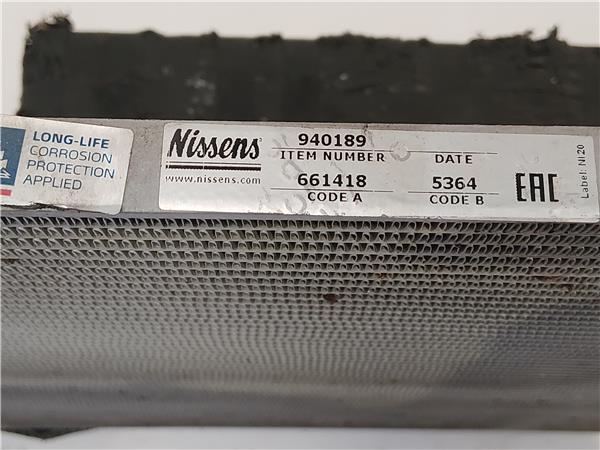 LONG-LIFE
CORROSION
PROTECTION
APPLIED
Nissens
www.nissens.com
940189
ITEM NUMBER
DATE
661418
5364
CODE A
CODE B
EAC
Label: NI 20